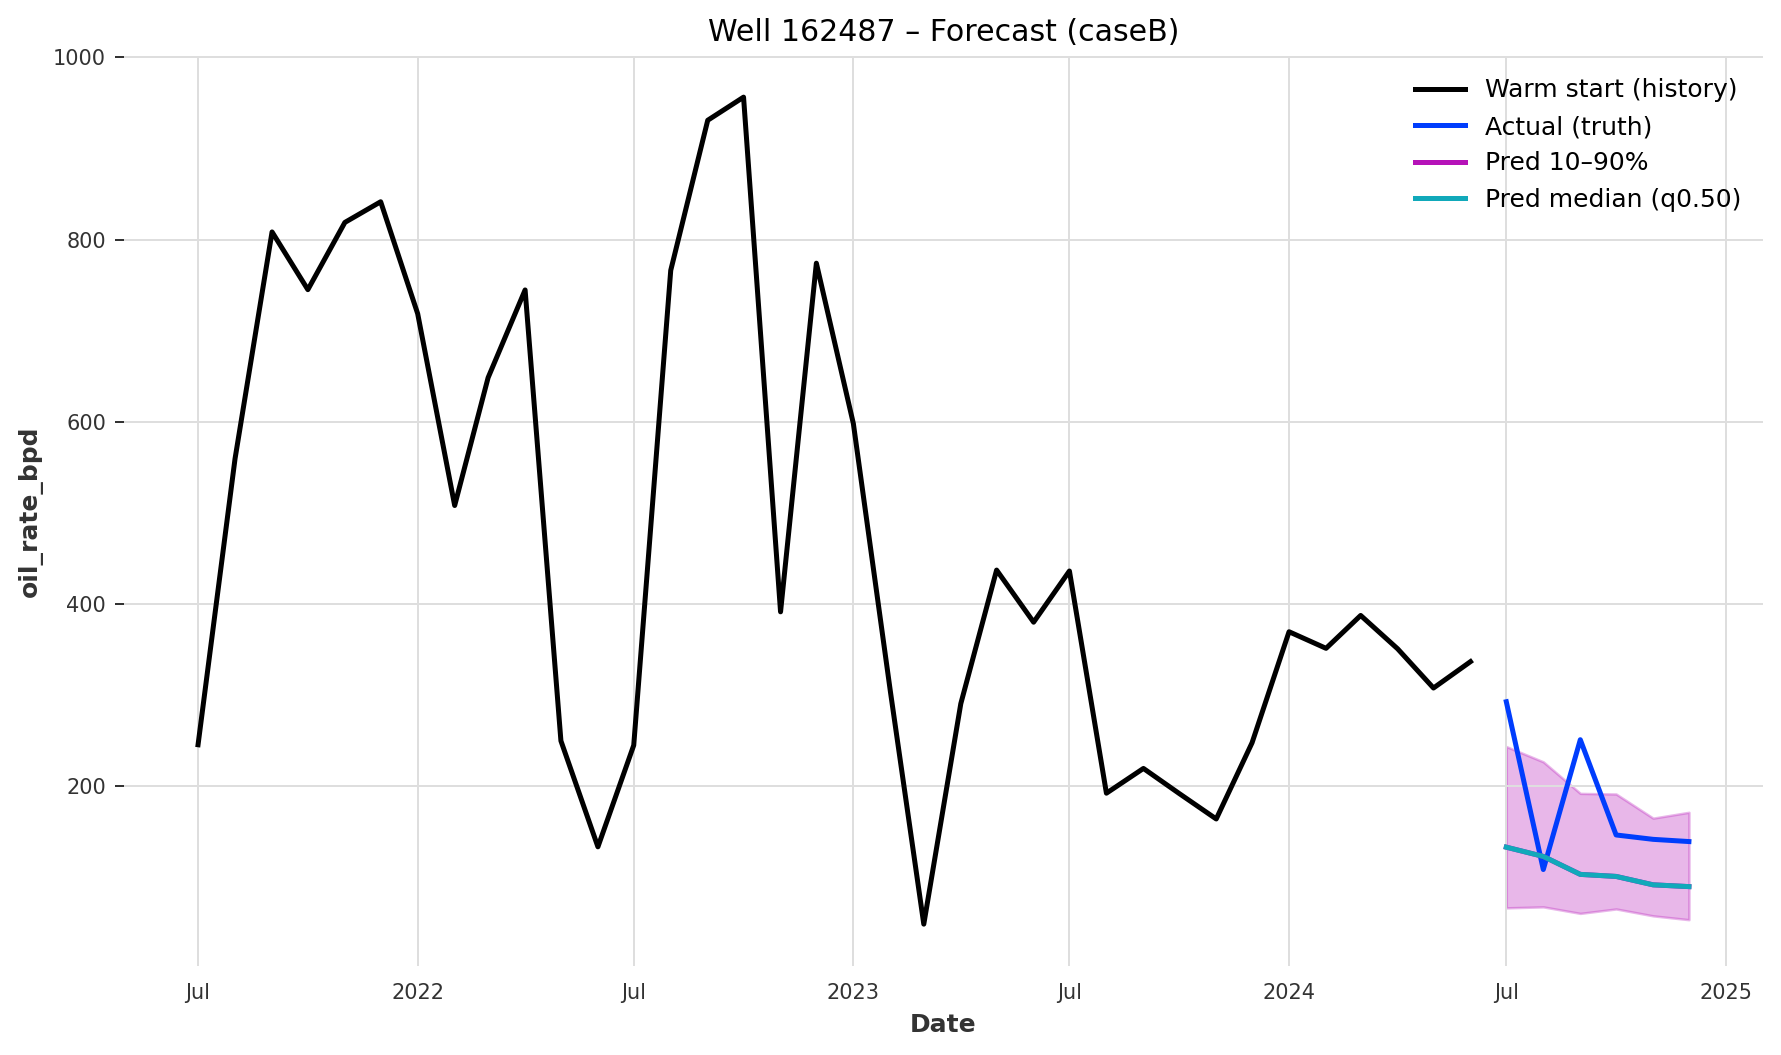 Well 162487 – Forecast (caseB)
1000
800
600
400
200
oil_rate_bpd
Warm start (history)
Actual (truth)
Pred 10–90%
Pred median (q0.50)
Jul 2022 Jul 2023 Jul 2024 Jul 2025
Date